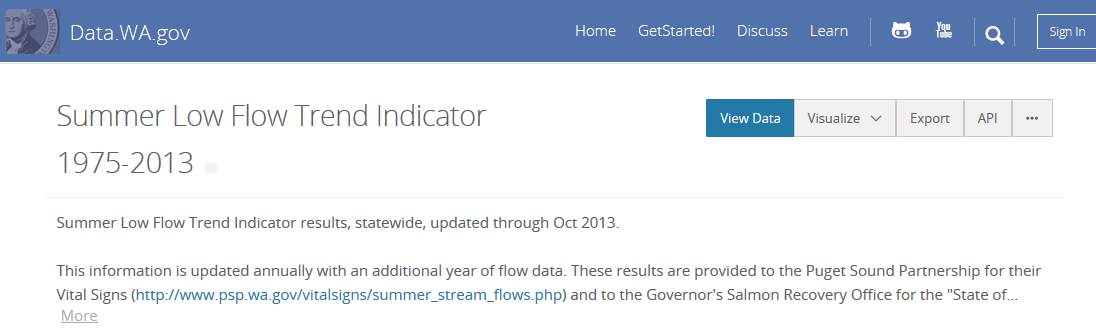 Data.WA.gov
Home GetStarted! Discuss Learn You Tube Sign In
Summer Low Flow Trend Indicator
1975-2013
View Data Visualize Export API ···
Summer Low Flow Trend Indicator results, statewide, updated through Oct 2013.
This information is updated annually with an additional year of flow data. These results are provided to the Puget Sound Partnership for their
Vital Signs (http://www.psp.wa.gov/vitalsigns/summer_stream_flows.php) and to the Governor's Salmon Recovery Office for the "State of...
More